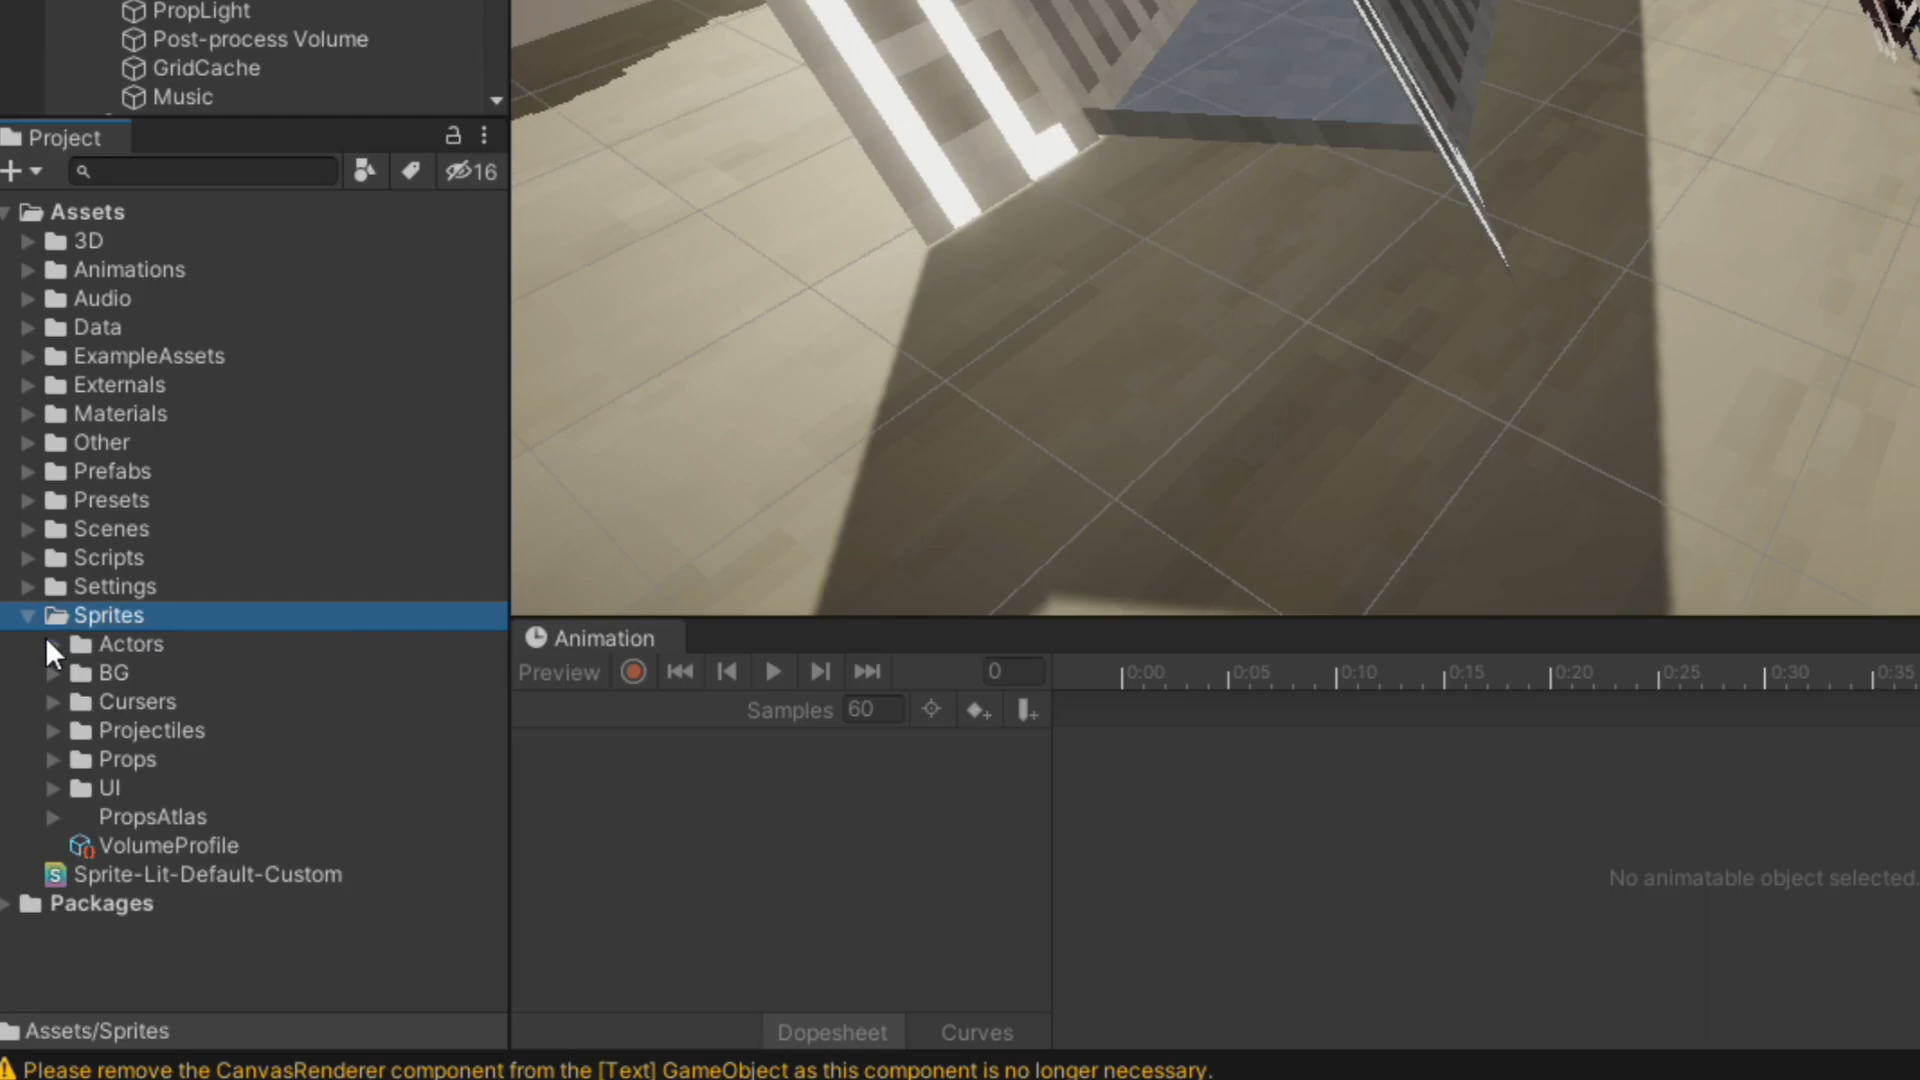 PropLight
Post-process Volume
GridCache
Music
Project
16
Assets
3D
Animations
Audio
Data
ExampleAssets
Externals
Materials
Other
Prefabs
Presets
Scenes
Scripts
Settings
Sprites
Actors
BG
Cursers
Projectiles
Props
UI
PropsAtlas
VolumeProfile
Sprite-Lit-Default-Custom
Packages
Assets/Sprites
Animation
Preview 0 0:00 0:05 0:10 0:15 0:20 0:25 0:30 0:35
Samples 60
No animatable object selected.
Dopesheet Curves
Please remove the CanvasRenderer component from the [Text] GameObject as this component is no longer necessary.